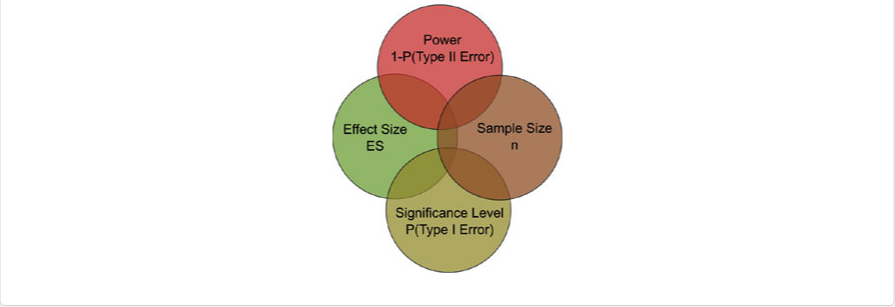 Power
1-P(Type II Error)
Effect Size
ES
Sample Size
n
Significance Level
P(Type I Error)